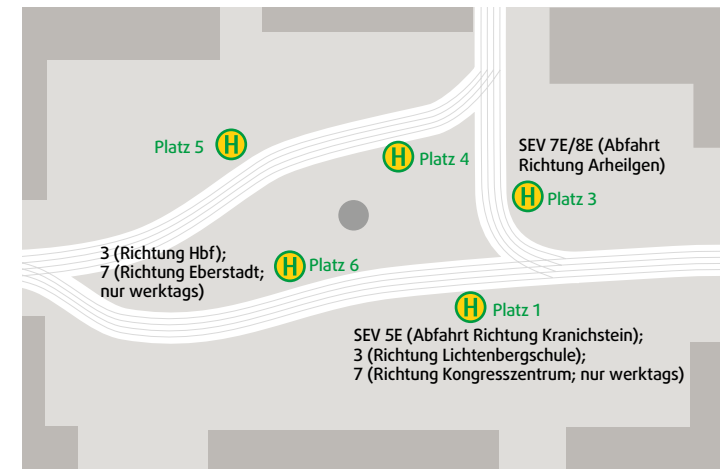 H
Platz 5
H
Platz 4
SEV 7E/8E (Abfahrt
Richtung Arheilgen)
H
Platz 3
3 (Richtung Hbf);
7 (Richtung Eberstadt;
nur werktags)
H
Platz 6
H
Platz 1
SEV 5E (Abfahrt Richtung Kranichstein);
3 (Richtung Lichtenbergschule);
7 (Richtung Kongresszentrum; nur werktags)